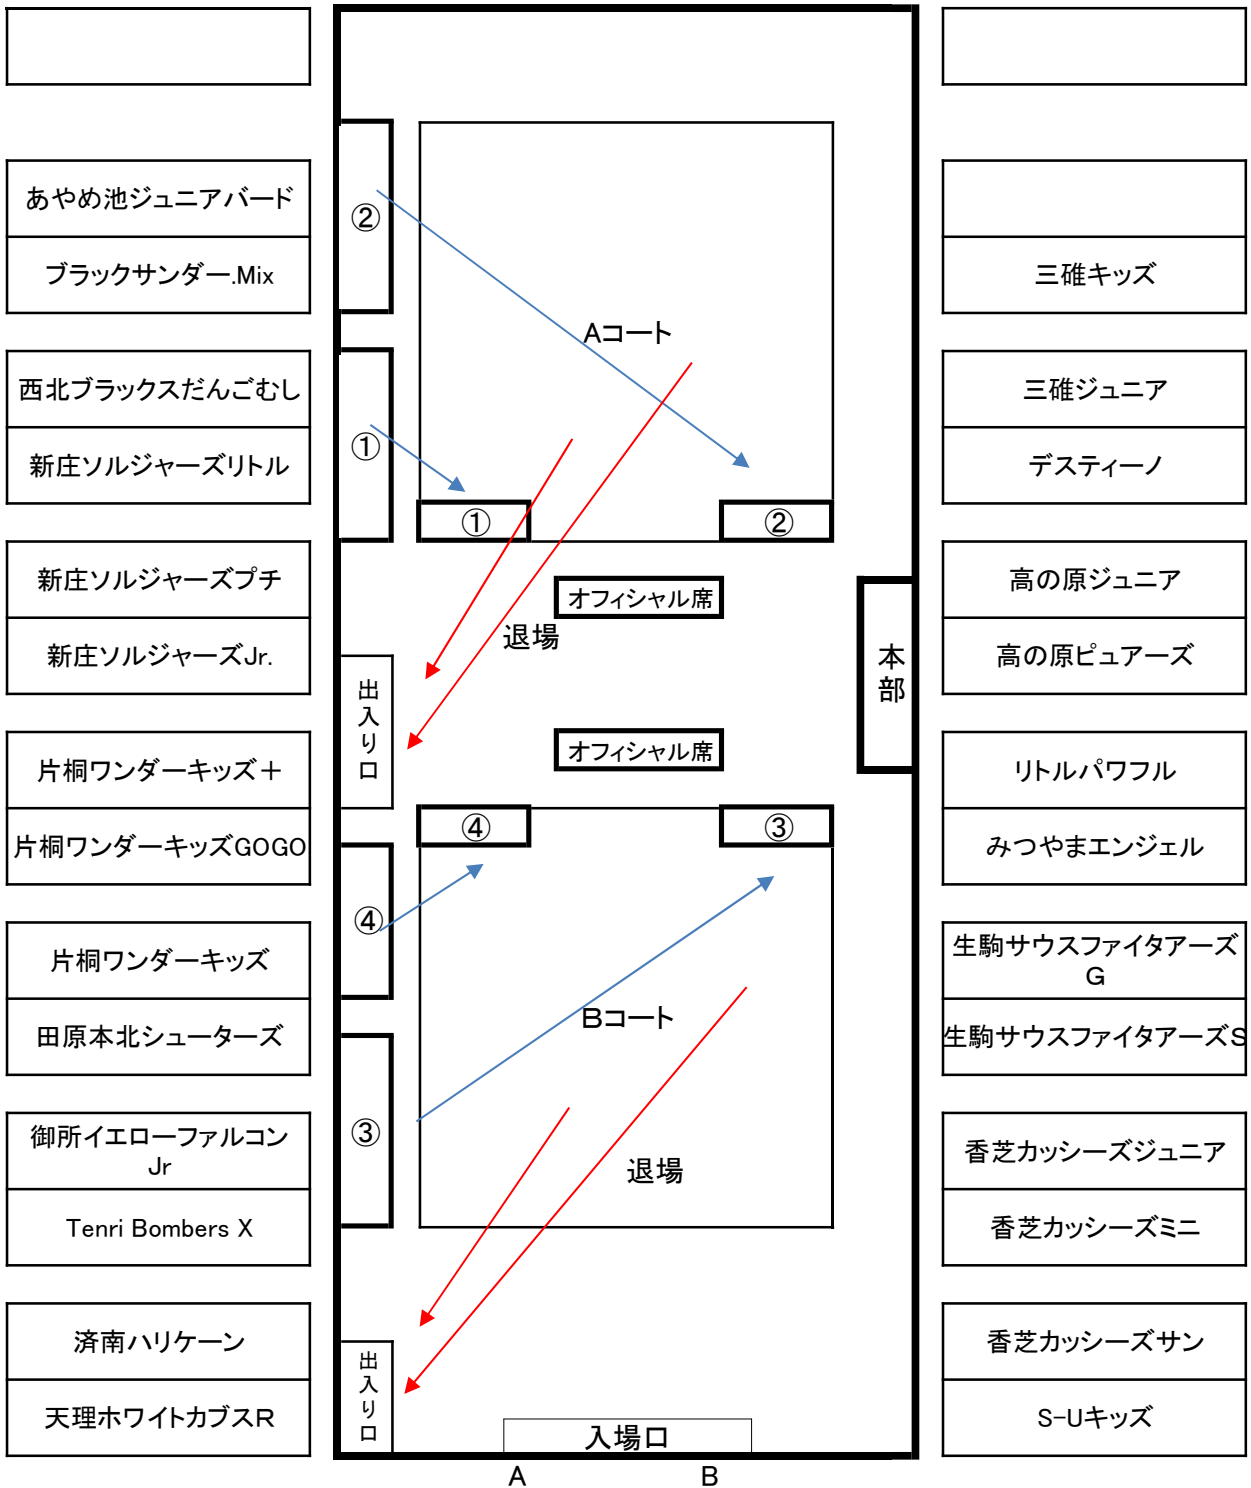 あやめ池ジュニアバード
ブラックサンダー.Mix
西北ブラックスだんごむし
新庄ソルジャーズリトル
新庄ソルジャーズプチ
新庄ソルジャーズJr.
片桐ワンダーキッズ＋
片桐ワンダーキッズGOGO
片桐ワンダーキッズ
田原本北シューターズ
御所イエローファルコン
Jr
Tenri Bombers X
済南ハリケーン
天理ホワイトカブスR
②
Aコート
①
①
②
オフィシャル席
退場
出入り口
本部
オフィシャル席
④
③
④
Bコート
③
退場
出入り口
入場口
A
B
三碓キッズ
三碓ジュニア
デスティーノ
高の原ジュニア
高の原ピュアーズ
リトルパワフル
みつやまエンジェル
生駒サウスファイタアーズ
G
生駒サウスファイタアーズS
香芝カッシーズジュニア
香芝カッシーズミニ
香芝カッシーズサン
S-Uキッズ